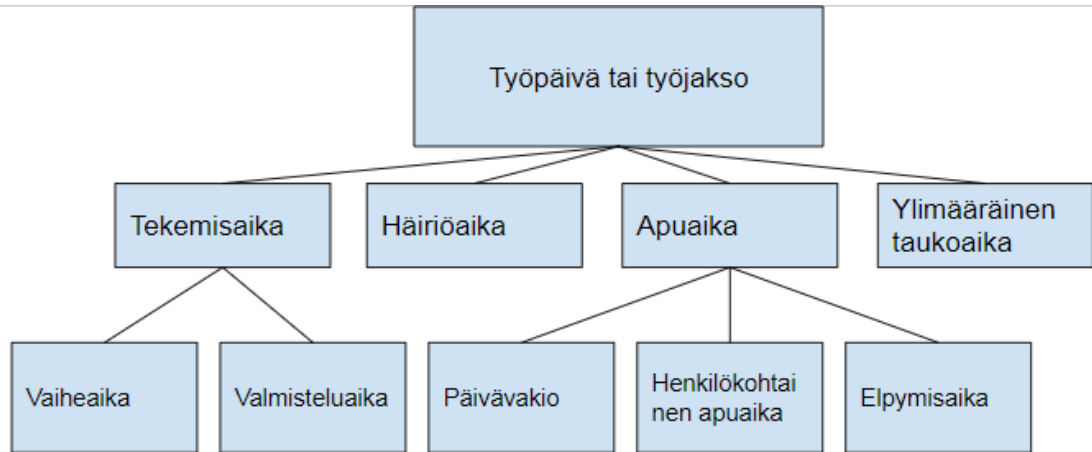 Työpäivä tai työjakso
Tekemisaika
Häiriöaika
Apuaika
Ylimääräinen
taukoaika
Vaiheaika
Valmisteluaika
Päivävakio
Henkilökohtai
nen apuaika
Elpymisaika